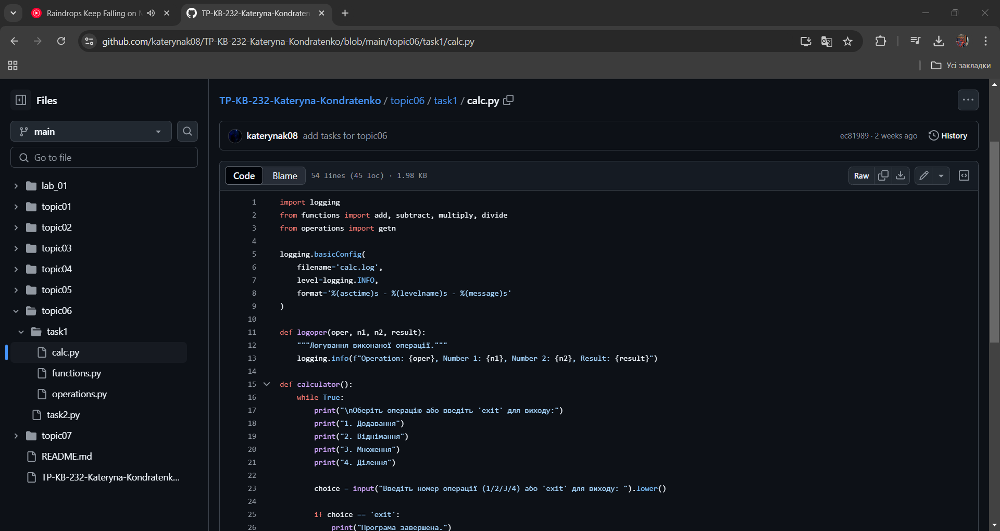 Raindrops Keep Falling on
TP-KB-232-Kateryna-Kondraten
github.com/katerynak08/TP-KB-232-Kateryna-Kondratenko/blob/main/topic06/task1/calc.py
Усі закладки
Files
main
Go to file
lab_01
topic01
topic02
topic03
topic04
topic05
topic06
task1
calc.py
functions.py
operations.py
task2.py
topic07
README.md
TP-KB-232-Kateryna-Kondratenk...
TP-KB-232-Kateryna-Kondratenko / topic06 / task1 / calc.py
katerynak08 add tasks for topic06
ec81989 · 2 weeks ago History
Code Blame 54 lines (45 loc) · 1.98 KB
Raw
1 import logging
2 from functions import add, subtract, multiply, divide
3 from operations import getn
4
5 logging.basicConfig(
6 filename='calc.log',
7 level=logging.INFO,
8 format='%(asctime)s - %(levelname)s - %(message)s'
9 )
10
11 def logoper(oper, n1, n2, result):
12 """Логування виконаної операції."""
13 logging.info(f"Operation: {oper}, Number 1: {n1}, Number 2: {n2}, Result: {result}")
14
15 def calculator():
16 while True:
17 print("\nОберіть операцію або введіть 'exit' для виходу:")
18 print("1. Додавання")
19 print("2. Віднімання")
20 print("3. Множення")
21 print("4. Ділення")
22
23 choice = input("Введіть номер операції (1/2/3/4) або 'exit' для виходу: ").lower()
24
25 if choice == 'exit':
26 print("Програма завершена.")